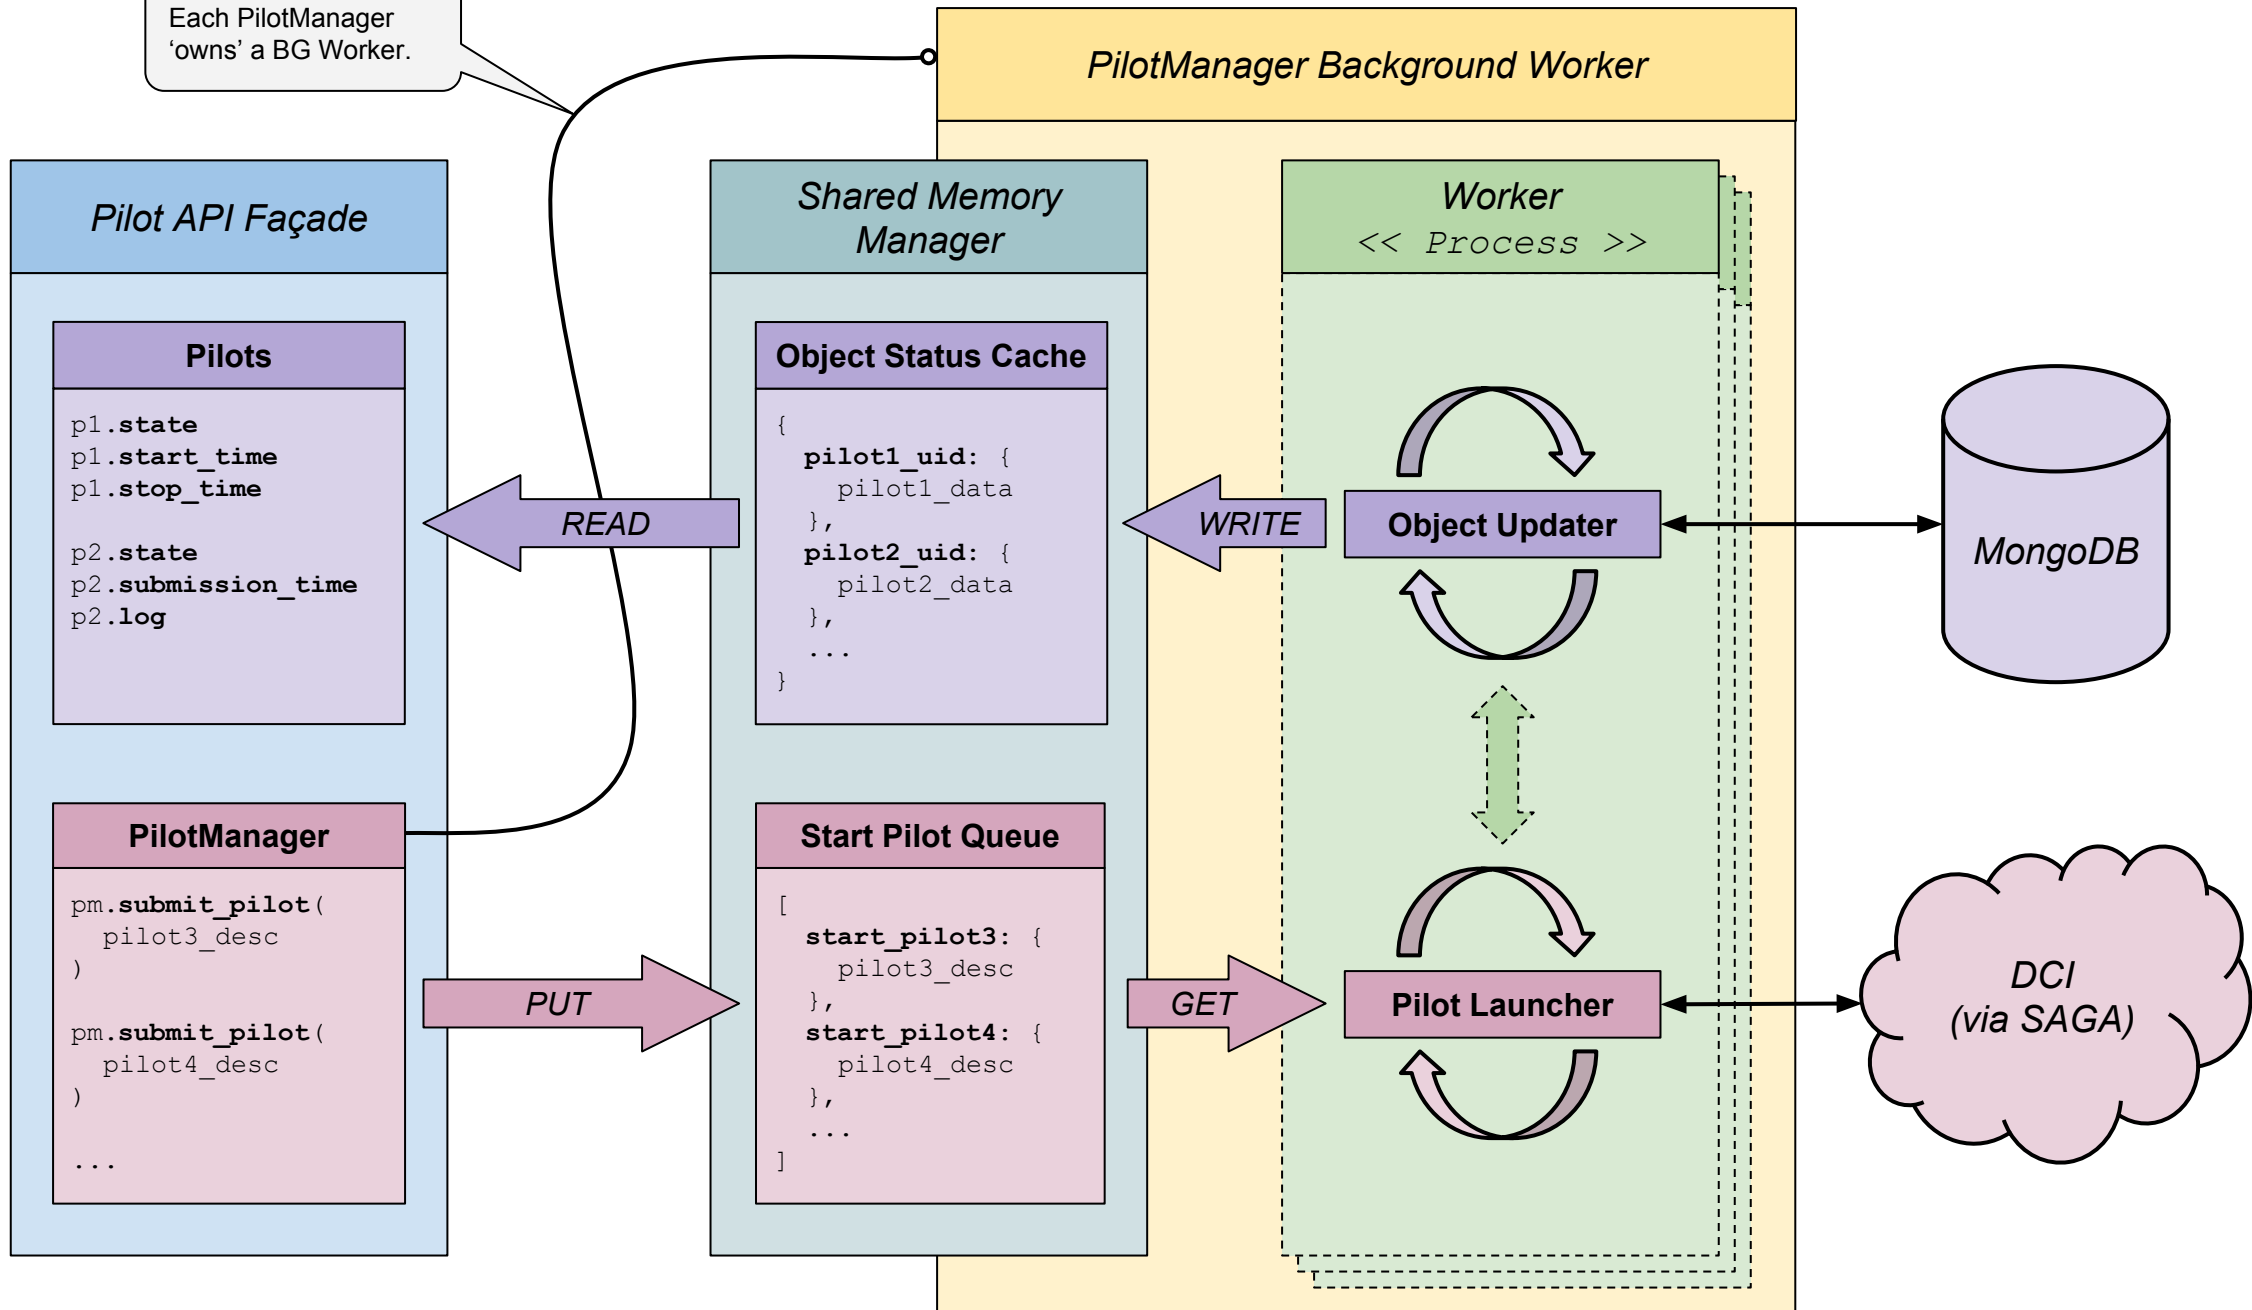 Each PilotManager
‘owns’ a BG Worker.
PilotManager Background Worker
Pilot API Façade
Shared Memory
Manager
Worker
<< Process >>
Pilots
p1.state
p1.start_time
p1.stop_time
p2.state
p2.submission_time
p2.log
READ
Object Status Cache
{
pilot1_uid: {
pilot1_data
},
pilot2_uid: {
pilot2_data
},
...
}
WRITE
Object Updater
MongoDB
PilotManager
pm.submit_pilot(
pilot3_desc
)
pm.submit_pilot(
pilot4_desc
)
...
PUT
Start Pilot Queue
[
start_pilot3: {
pilot3_desc
},
start_pilot4: {
pilot4_desc
},
...
]
GET
Pilot Launcher
DCI
(via SAGA)